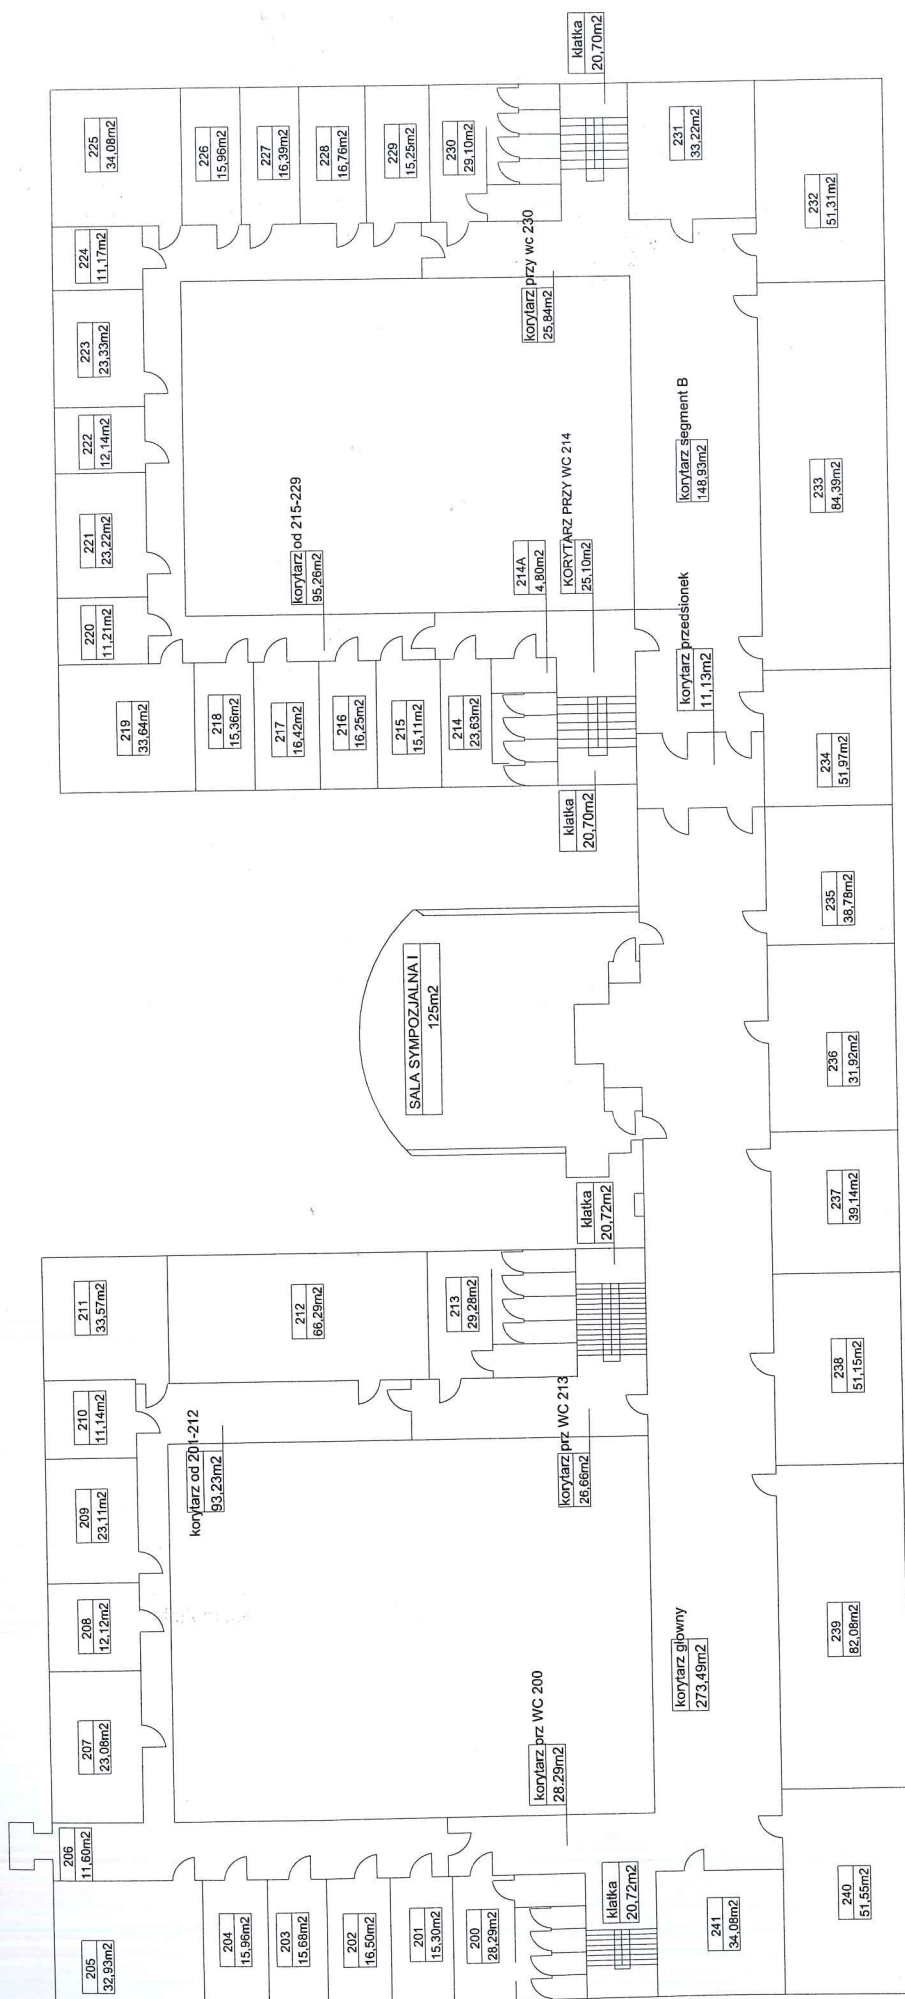 klatka
20,70m2
225
34,08m2
226
15,96m2
227
16,39m2
228
16,76m2
229
15,25m2
230
29,10m2
231
33,22m2
232
51,31m2
224
11,17m2
223
23,33m2
222
12,14m2
221
23,22m2
220
11,21m2
korytarz przy wc 230
25,84m2
korytarz segment B
148,93m2
233
84,39m2
korytarz od 215-229
95,26m2
214A
4,80m2
KORYTARZ PRZY WC 214
25,10m2
korytarz przedsionek
11,13m2
219
33,64m2
218
15,36m2
217
16,42m2
216
16,25m2
215
15,11m2
214
23,63m2
klatka
20,70m2
234
51,97m2
235
38,78m2
SALA SYMPOZJALNA I
125m2
236
31,92m2
237
39,14m2
klatka
20,72m2
211
33,57m2
212
66,29m2
213
29,28m2
238
51,15m2
210
11,14m2
209
23,11m2
208
12,12m2
207
23,08m2
206
11,60m2
korytarz od 201-212
93,23m2
korytarz prz WC 213
26,66m2
korytarz głowny
273,49m2
239
82,08m2
korytarz prz WC 200
28.29m2
205
32,93m2
204
15,96m2
203
15,68m2
202
16,50m2
201
15,30m2
200
28,29m2
klatka
20,72m2
241
34,08m2
240
51,55m2